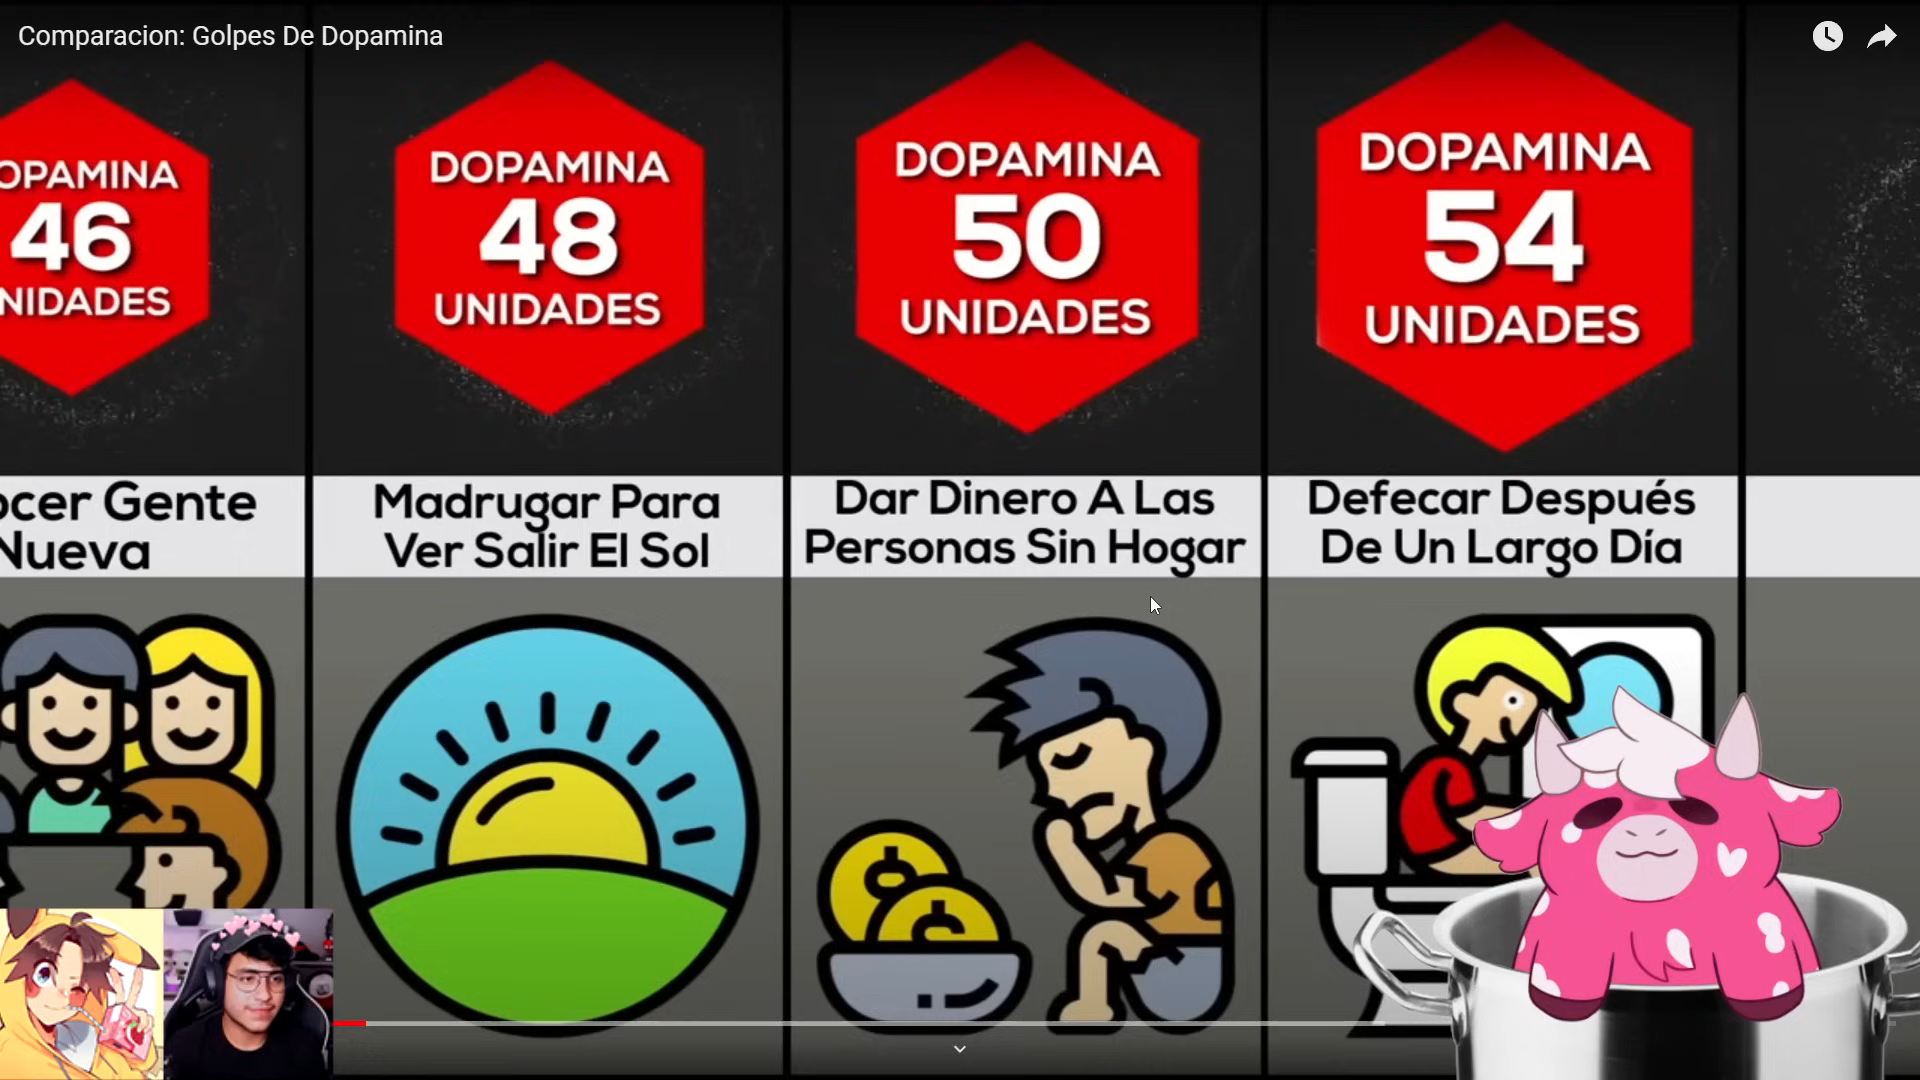 Comparacion: Golpes De Dopamina
OPAMINA
46
NIDADES
ocer Gente
Nueva
DOPAMINA
48
UNIDADES
Madrugar Para
Ver Salir El Sol
DOPAMINA
50
UNIDADES
Dar Dinero A Las
Personas Sin Hogar
DOPAMINA
54
UNIDADES
Defecar Después
De Un Largo Día